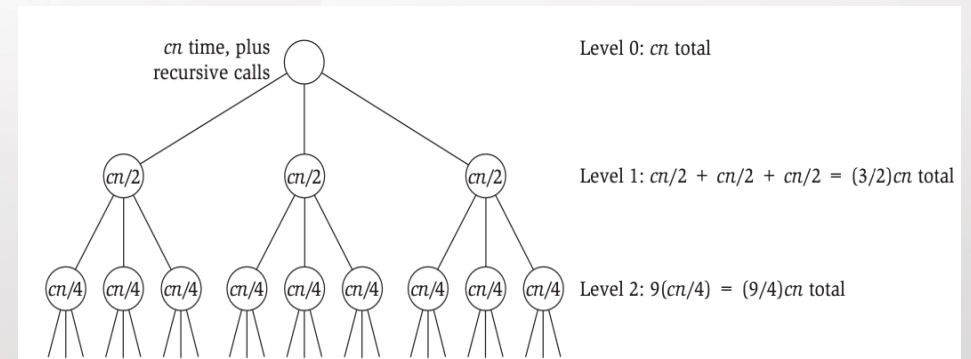 cn time, plus
recursive calls
Level 0: cn total
cn/2 cn/2 cn/2
Level 1: cn/2 + cn/2 + cn/2 = (3/2)cn total
cn/4 cn/4 cn/4 cn/4 cn/4 cn/4 cn/4 cn/4 cn/4
Level 2: 9(cn/4) = (9/4)cn total